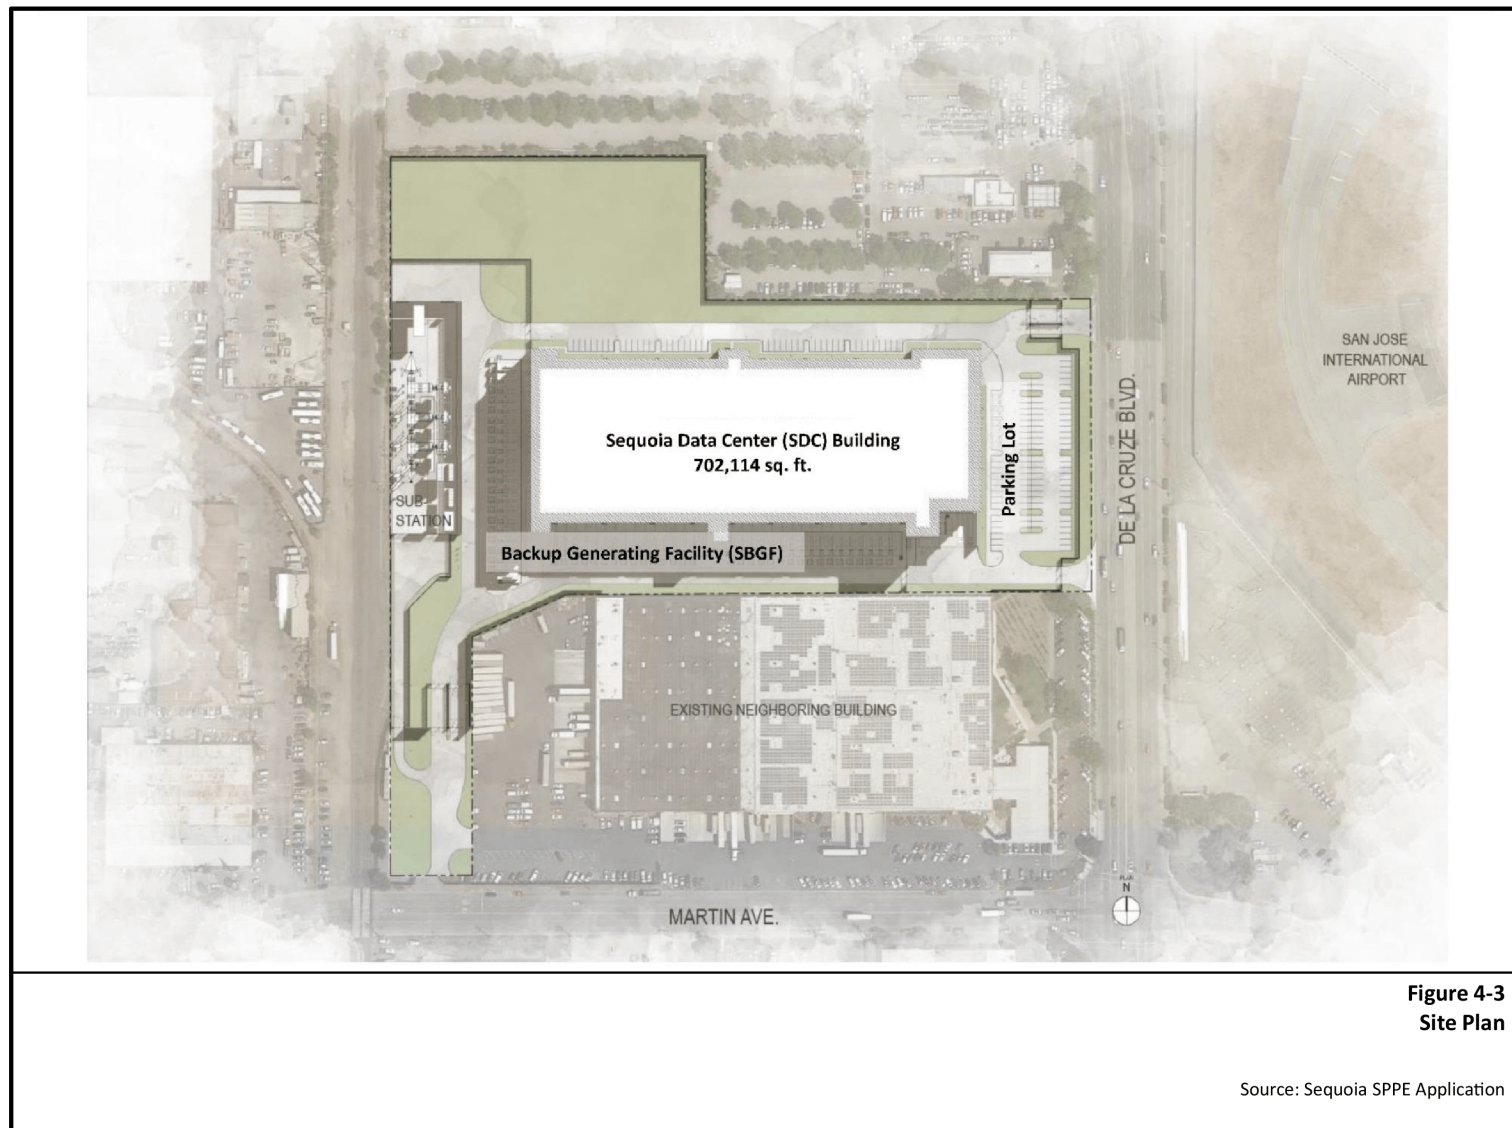 SAN JOSE
INTERNATIONAL
AIRPORT
DE LA CRUZE BLVD.
Sequoia Data Center (SDC) Building
702,114 sq. ft.
Parking Lot
SUB-
STATION
Backup Generating Facility (SBGF)
EXISTING NEIGHBORING BUILDING
N
MARTIN AVE.
Figure 4-3
Site Plan
Source: Sequoia SPPE Application